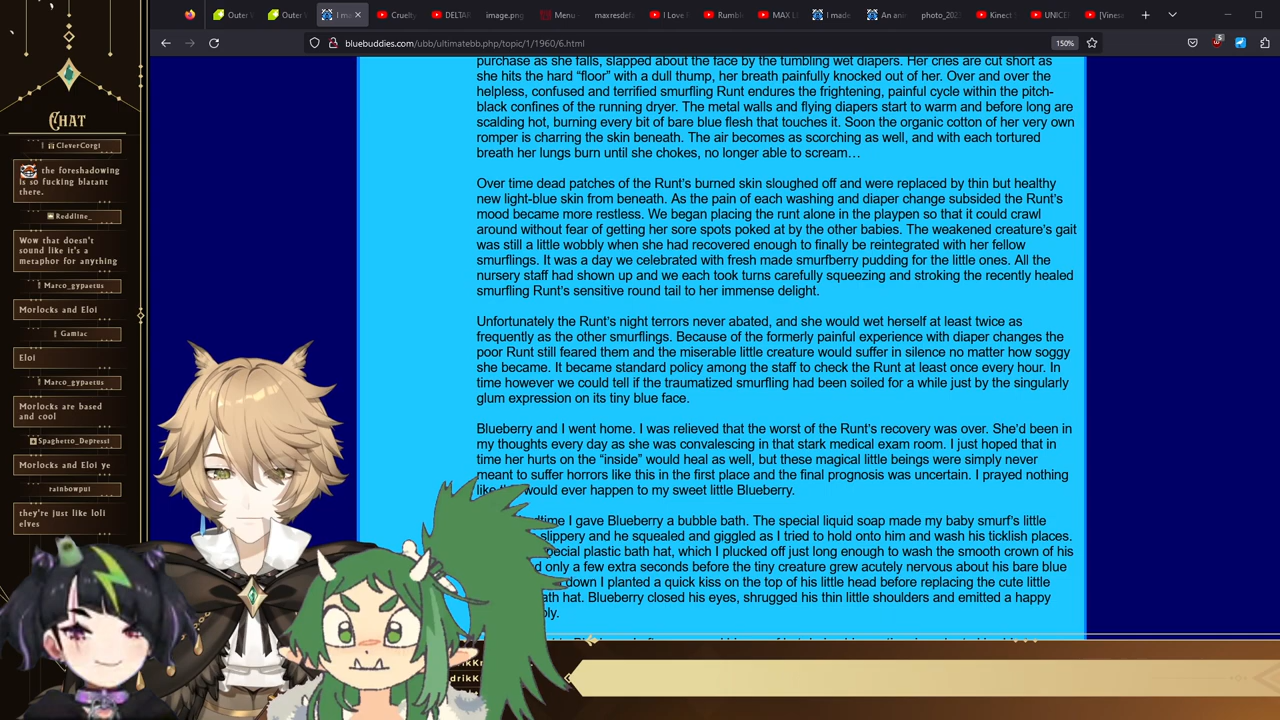 Outer
Outer
I ma
Cruelty
DELTAR
image.png
Menu
maxresdefa
I Love F
Rumble
MAX L
I made
An ana
photo_202
Kinect
UNICEF
[Vinesa
bluebuddies.com/ubb/ultimatebb.php/topic/1/1960/6.html
150%
Chat
CleverCorgi
the foreshadowing
is so fucking blatant
there.
Reddline_
Wow that doesn't
sound like it's a
metaphor for anything
Marco_gypaetus
Morlocks and Eloi
Gamiac
Eloi
Marco_gypaetus
Morlocks are based
and cool
Spaghetto_Depressi
Morlocks and Eloi ye
rainbowpui
they're just like loli
elves
purchase as she falls, slapped about the face by the tumbling wet diapers. Her cries are cut short as
she hits the hard “floor” with a dull thump, her breath painfully knocked out of her. Over and over the
helpless, confused and terrified smurfling Runt endures the frightening, painful cycle within the pitch-
black confines of the running dryer. The metal walls and flying diapers start to warm and before long are
scalding hot, burning every bit of bare blue flesh that touches it. Soon the organic cotton of her very own
romper is charring the skin beneath. The air becomes as scorching as well, and with each tortured
breath her lungs burn until she chokes, no longer able to scream…
Over time dead patches of the Runt's burned skin sloughed off and were replaced by thin but healthy
new light-blue skin from beneath. As the pain of each washing and diaper change subsided the Runt's
mood became more restless. We began placing the runt alone in the playpen so that it could crawl
around without fear of getting her sore spots poked at by the other babies. The weakened creature's gait
was still a little wobbly when she had recovered enough to finally be reintegrated with her fellow
smurflings. It was a day we celebrated with fresh made smurfberry pudding for the little ones. All the
nursery staff had shown up and we each took turns carefully squeezing and stroking the recently healed
smurfling Runt's sensitive round tail to her immense delight.
Unfortunately the Runt's night terrors never abated, and she would wet herself at least twice as
frequently as the other smurflings. Because of the formerly painful experience with diaper changes the
poor Runt still feared them and the miserable little creature would suffer in silence no matter how soggy
she became. It became standard policy among the staff to check the Runt at least once every hour. In
time however we could tell if the traumatized smurfling had been soiled for a while just by the singularly
glum expression on its tiny blue face.
Blueberry and I went home. I was relieved that the worst of the Runt's recovery was over. She'd been in
my thoughts every day as she was convalescing in that stark medical exam room. I just hoped that in
time her hurts on the “inside” would heal as well, but these magical little beings were simply never
meant to suffer horrors like this in the first place and the final prognosis was uncertain. I prayed nothing
would ever happen to my sweet little Blueberry.
time I gave Blueberry a bubble bath. The special liquid soap made my baby smurf's little
slippery and he squealed and giggled as I tried to hold onto him and wash his ticklish places.
special plastic bath hat, which I plucked off just long enough to wash the smooth crown of his
only a few extra seconds before the tiny creature grew acutely nervous about his bare blue
down I planted a quick kiss on the top of his little head before replacing the cute little
hat. Blueberry closed his eyes, shrugged his thin little shoulders and emitted a happy